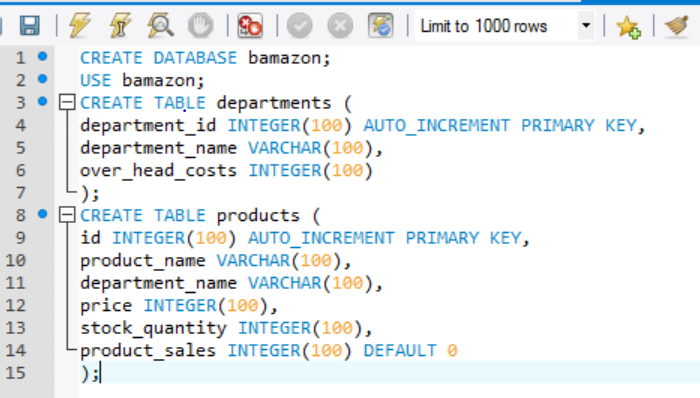 Limit to 1000 rows
1 CREATE DATABASE bamazon;
2 USE bamazon;
3 CREATE TABLE departments (
4 department_id INTEGER(100) AUTO_INCREMENT PRIMARY KEY,
5 department_name VARCHAR(100),
6 over_head_costs INTEGER(100)
7 );
8 CREATE TABLE products (
9 id INTEGER(100) AUTO_INCREMENT PRIMARY KEY,
10 product_name VARCHAR(100),
11 department_name VARCHAR(100),
12 price INTEGER(100),
13 stock_quantity INTEGER(100),
14 product_sales INTEGER(100) DEFAULT 0
15 );